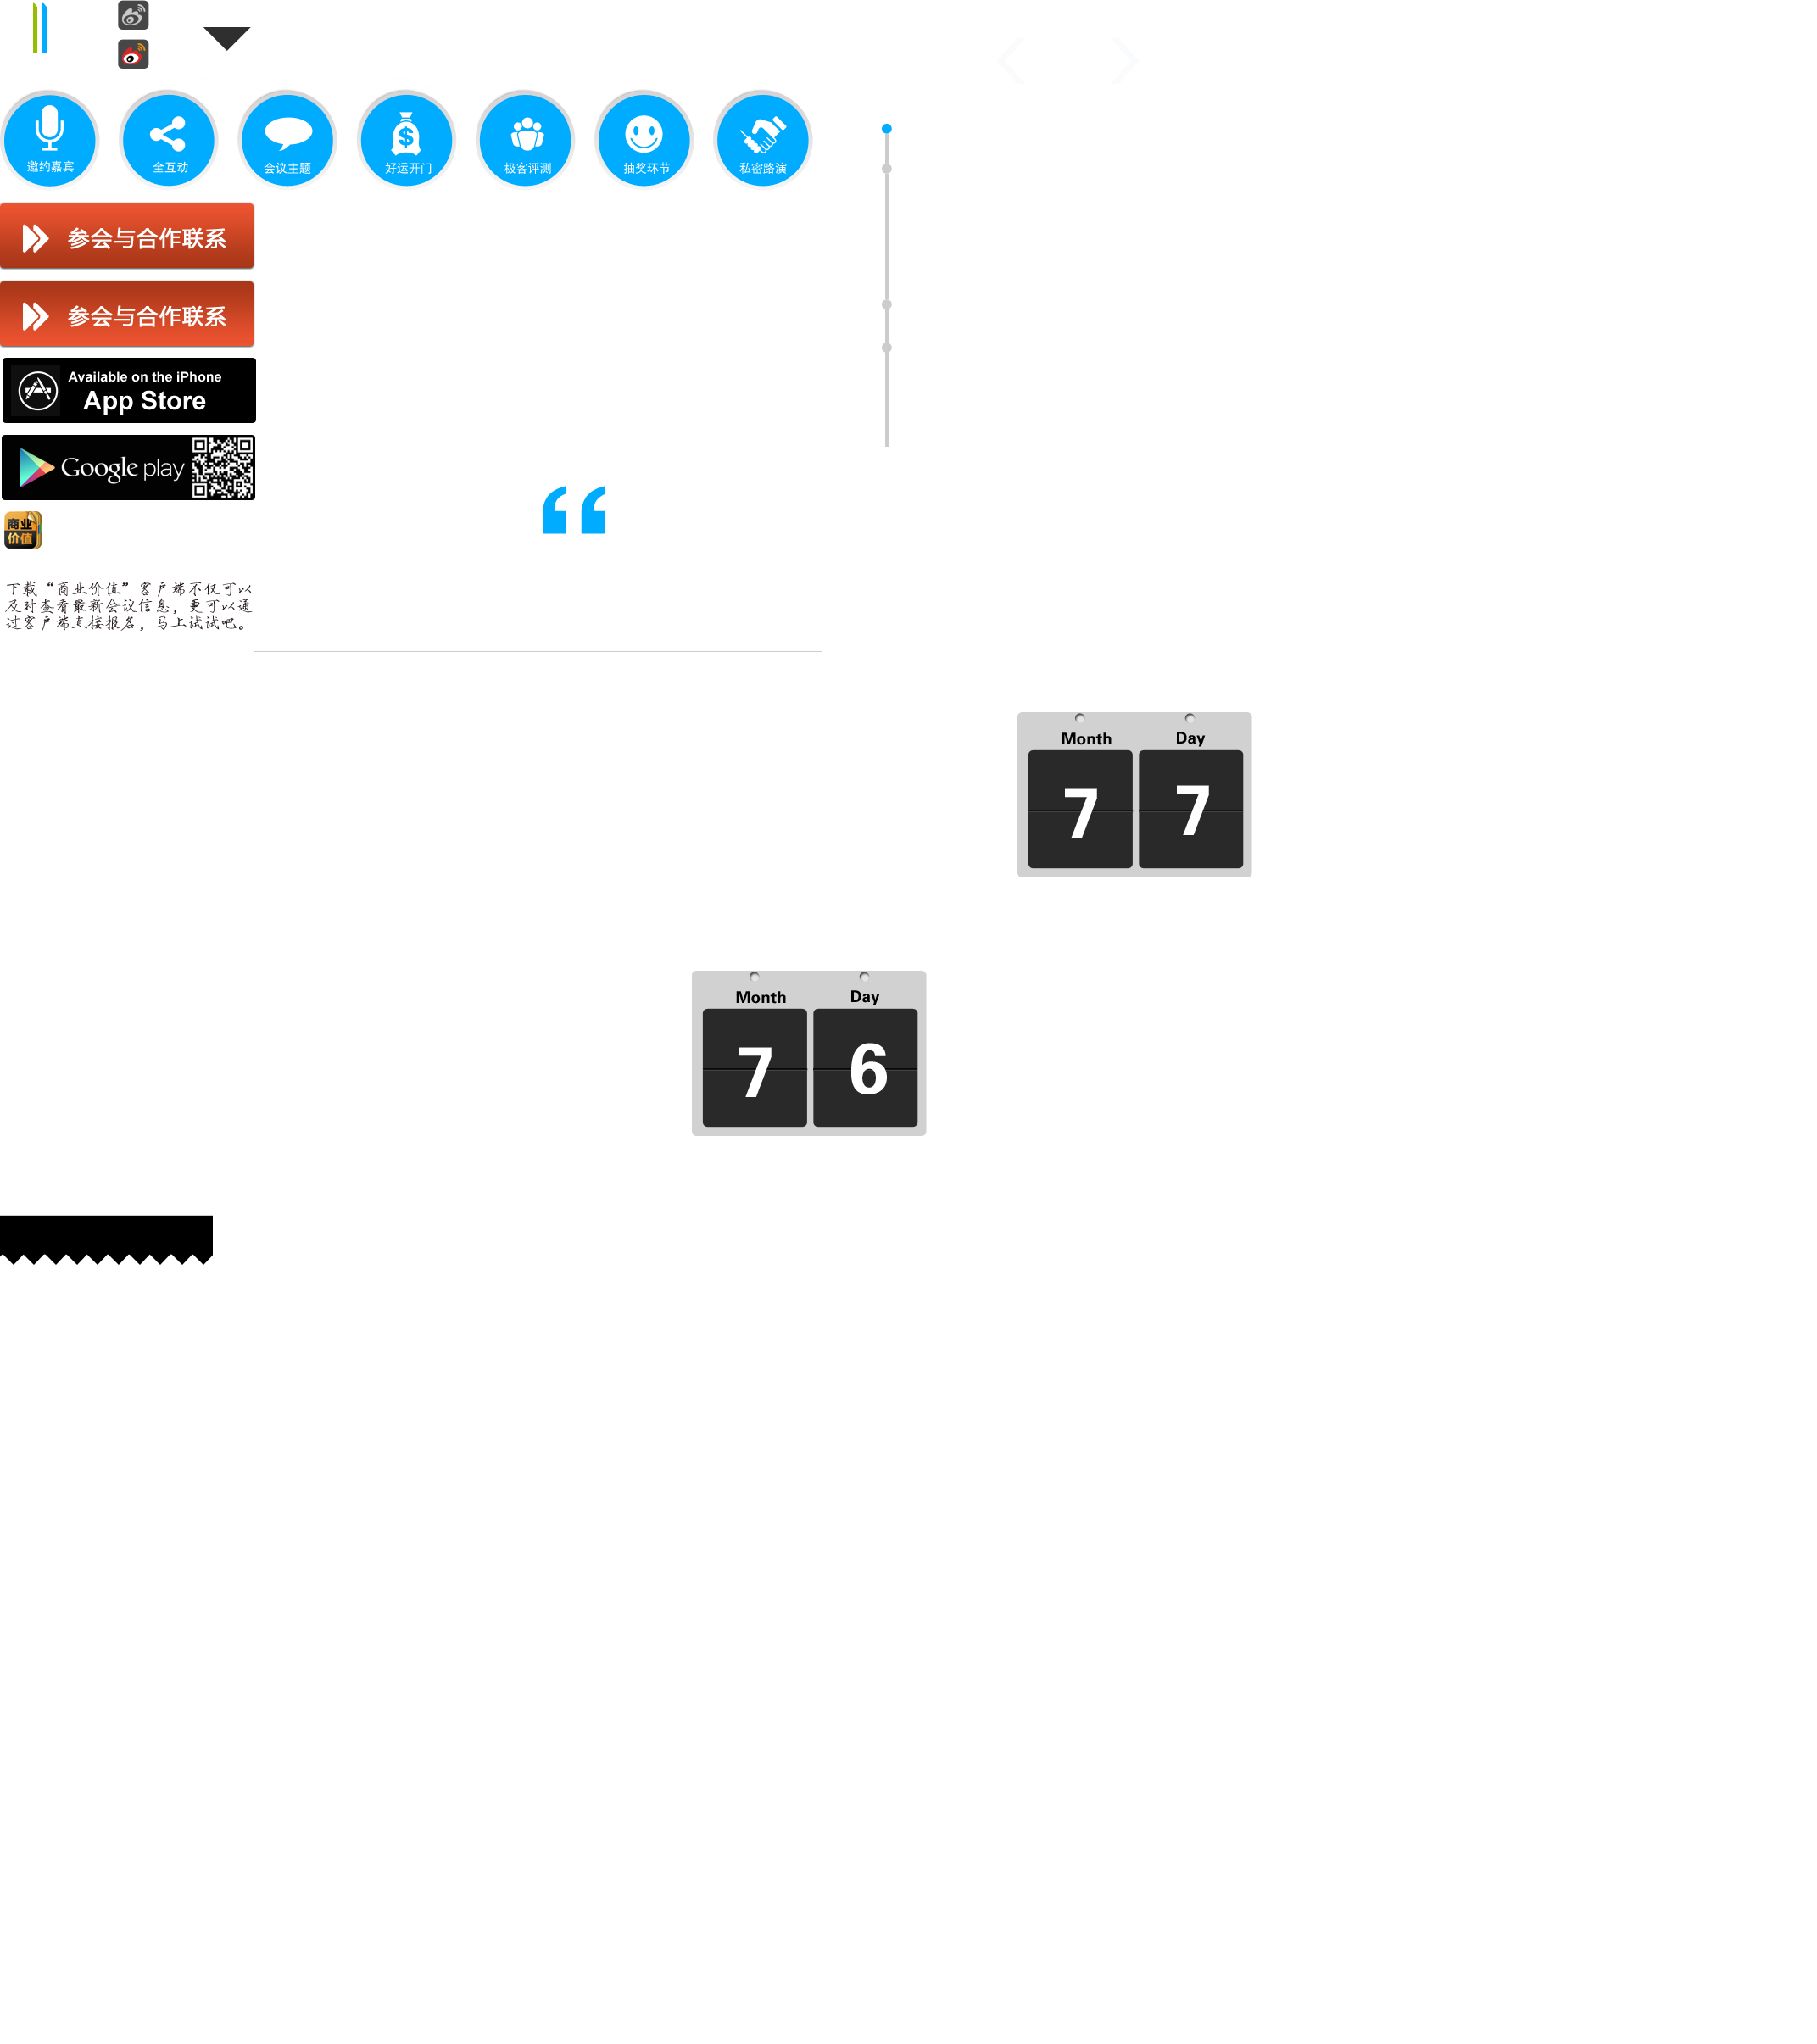 邀约嘉宾
全互动
会议主题
好运开门
极客评测
抽奖环节
私密路演
参会与合作联系
参会与合作联系
Available on the iPhone
App Store
Google play
商业
价值
下载“商业价值”客户端不仅可以
及时查看最新会议信息，更可以通
过客户端直接报名，马上试试吧。
Month Day
7 7
Month Day
7 6